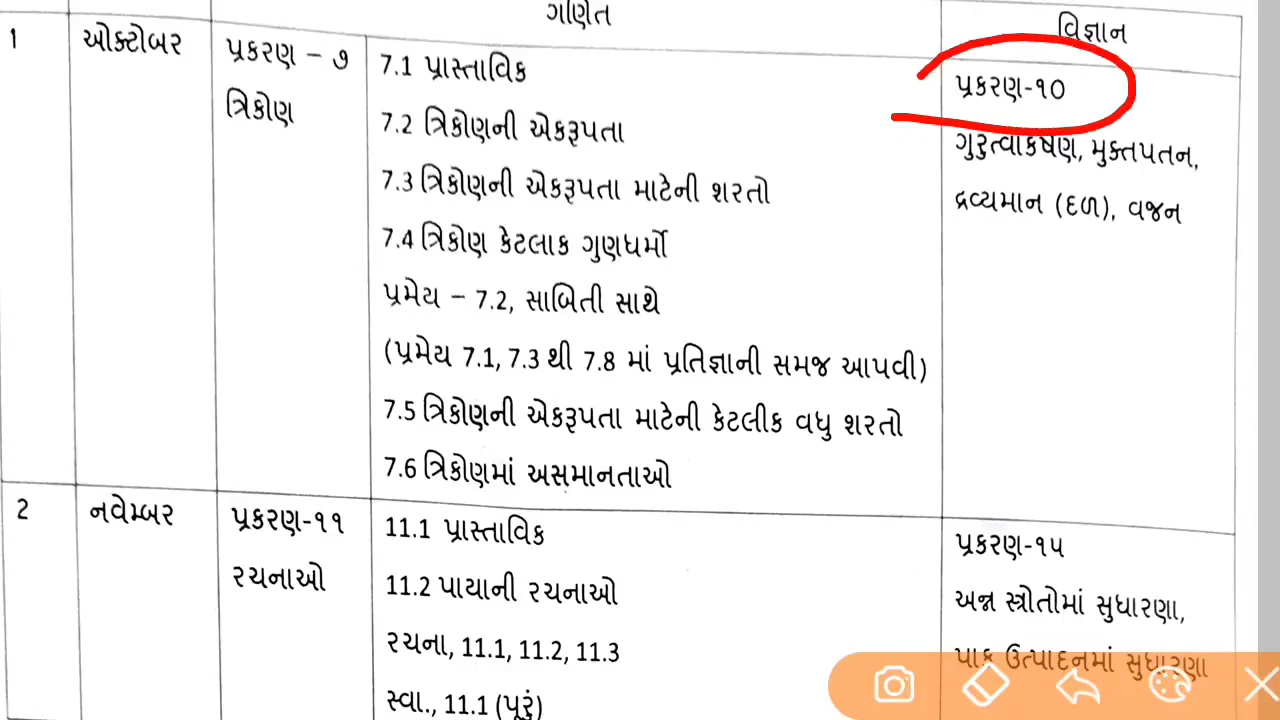 ગણિત
વિજ્ઞાન
1
ઓક્ટોબર
પ્રકરણ – ૭
ત્રિકોણ
7.1 પ્રાસ્તાવિક
7.2 ત્રિકોણની એકરૂપતા
7.3 ત્રિકોણની એકરૂપતા માટેની શરતો
7.4 ત્રિકોણ કેટલાક ગુણધર્મો
પ્રમેય – 7.2, સાબિતી સાથે
(પ્રમેય 7.1, 7.3 થી 7.8 માં પ્રતિજ્ઞાની સમજ આપવી)
7.5 ત્રિકોણની એકરૂપતા માટેની કેટલીક વધુ શરતો
7.6 ત્રિકોણમાં અસમાનતાઓ
પ્રકરણ-૧૦
ગુરુત્વાકર્ષણ, મુક્તપતન,
દ્રવ્યમાન (દળ), વજન
2
નવેમ્બર
પ્રકરણ-૧૧
રચનાઓ
11.1 પ્રાસ્તાવિક
11.2 પાયાની રચનાઓ
રચના, 11.1, 11.2, 11.3
સ્વા., 11.1 (પૂરું)
પ્રકરણ-૧૫
અન્ન સ્ત્રોતોમાં સુધારણા,
પાક ઉત્પાદનમાં સુધારણા